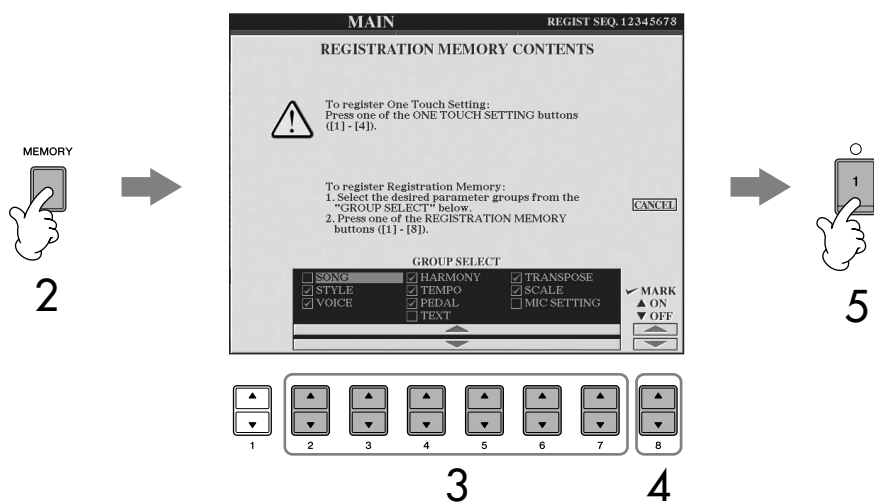 MAIN
REGIST SEQ. 12345678
REGISTRATION MEMORY CONTENTS
To register One Touch Setting:
Press one of the ONE TOUCH SETTING buttons
([1] - [4]).
MEMORY
2
To register Registration Memory:
1. Select the desired parameter groups from the
"GROUP SELECT" below.
2. Press one of the REGISTRATION MEMORY
buttons ([1] - [8]).
CANCEL
1
5
GROUP SELECT
SONG HARMONY TRANSPOSE
STYLE TEMPO SCALE
VOICE PEDAL MIC SETTING
TEXT
MARK
▲ ON
▼ OFF
1 2 3 4 5 6 7 8
3 4